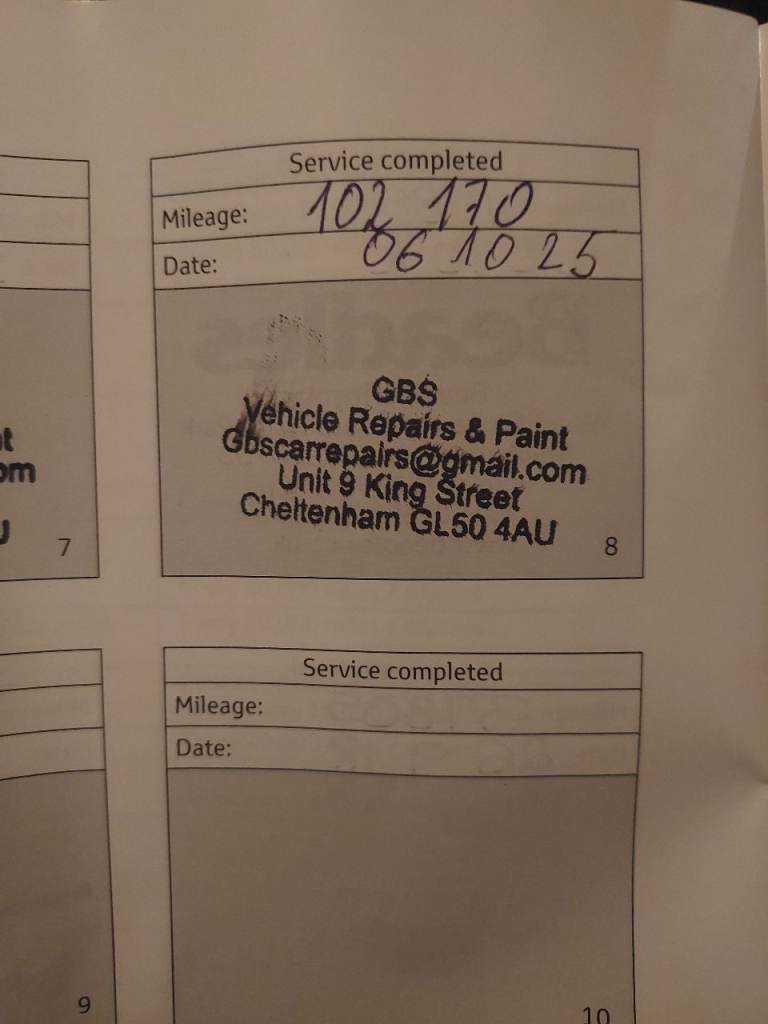 Service completed
Mileage: 102 170
Date: 06 10 25
GBS
Vehicle Repairs & Paint
Gbscarrepairs@gmail.com
Unit 9 King Street
Cheltenham GL50 4AU
8
7
Service completed
Mileage:
Date:
9
10